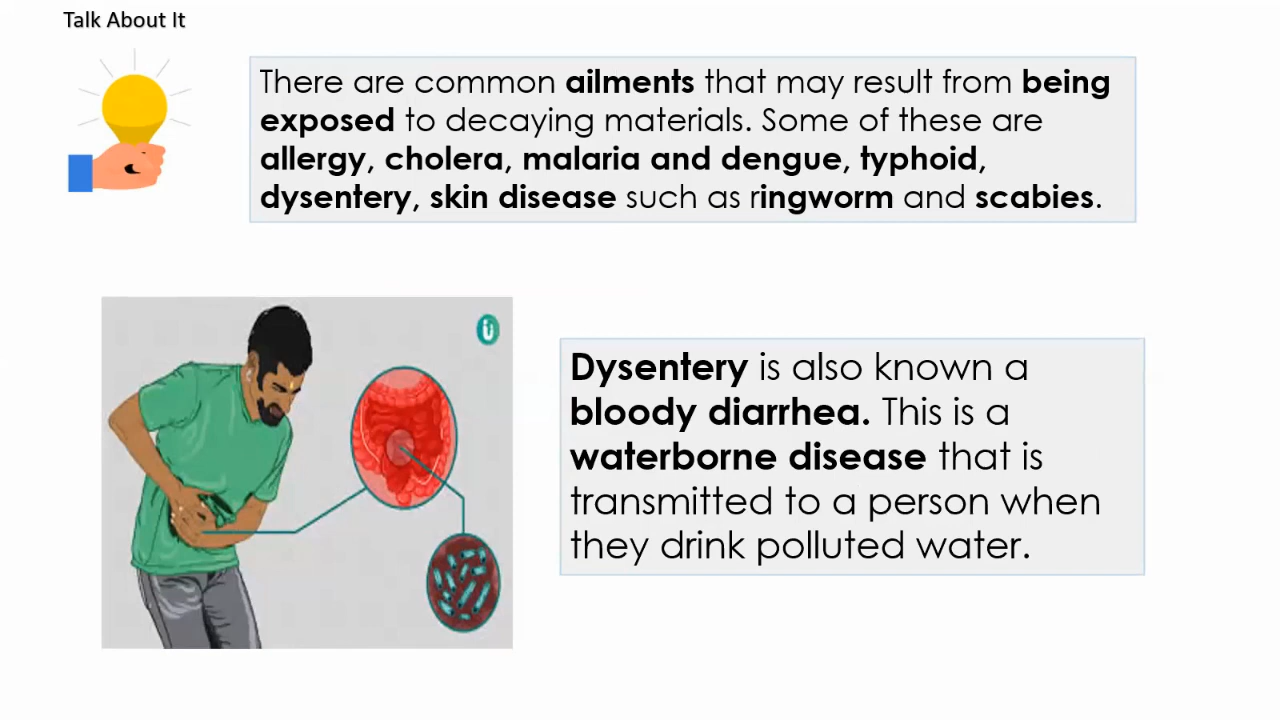 Talk About It
There are common ailments that may result from being
exposed to decaying materials. Some of these are
allergy, cholera, malaria and dengue, typhoid,
dysentery, skin disease such as ringworm and scabies.
Dysentery is also known a
bloody diarrhea. This is a
waterborne disease that is
transmitted to a person when
they drink polluted water.